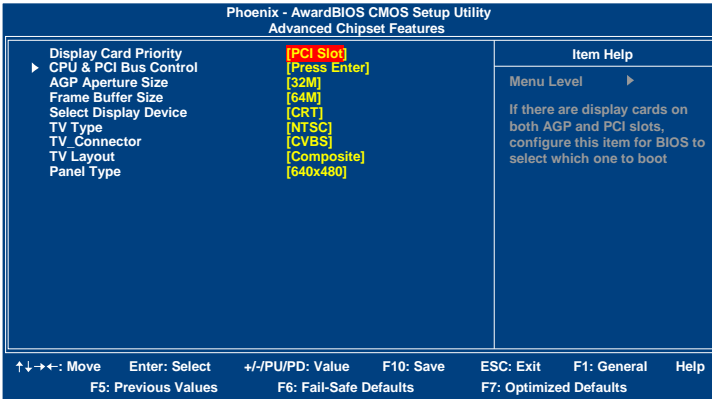 Phoenix - AwardBIOS CMOS Setup Utility
Advanced Chipset Features
Display Card Priority [PCI Slot]
CPU & PCI Bus Control [Press Enter]
AGP Aperture Size [32M]
Frame Buffer Size [64M]
Select Display Device [CRT]
TV Type [NTSC]
TV_Connector [CVBS]
TV Layout [Composite]
Panel Type [640x480]
Item Help
Menu Level
If there are display cards on
both AGP and PCI slots,
configure this item for BIOS to
select which one to boot
↑↓→←: Move Enter: Select +/-/PU/PD: Value F10: Save ESC: Exit F1: General Help
F5: Previous Values F6: Fail-Safe Defaults F7: Optimized Defaults